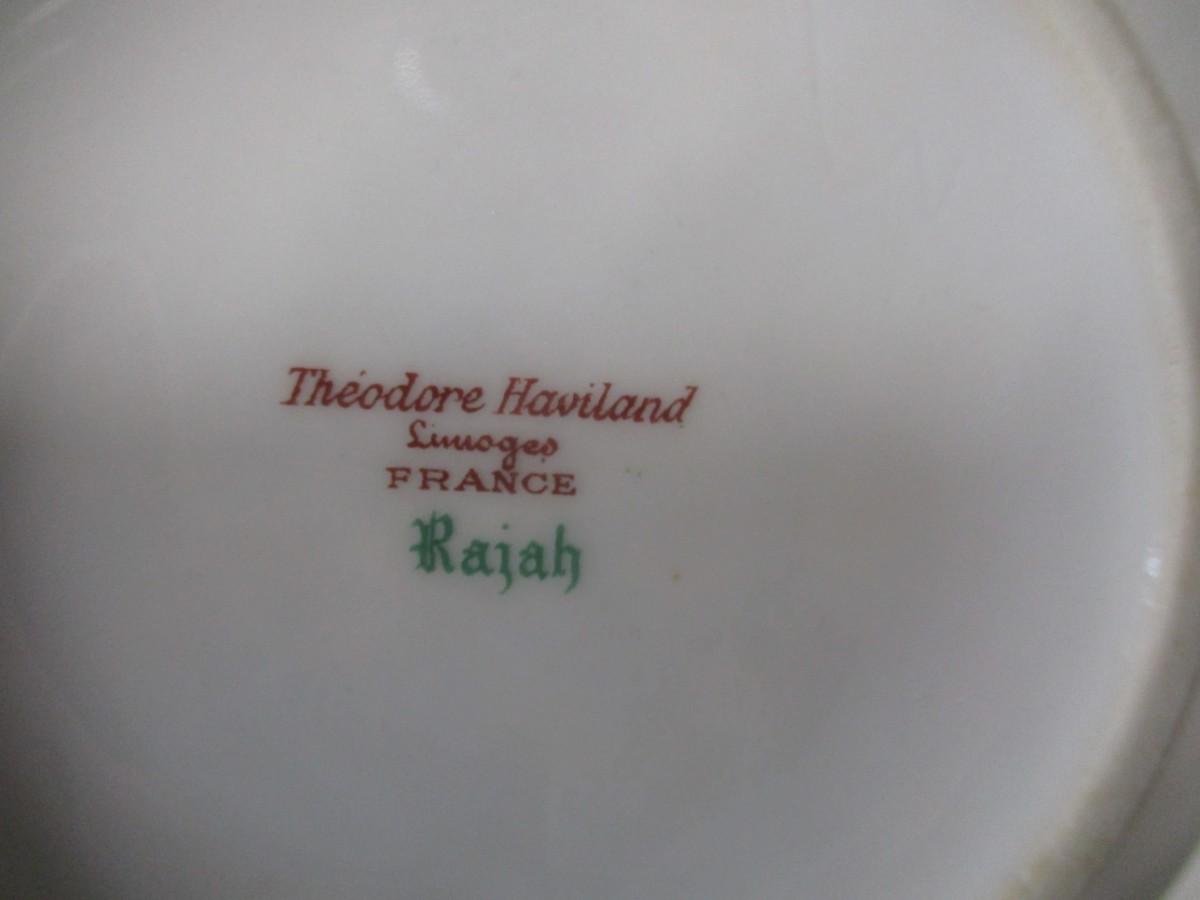 Théodore Haviland
Limoges
FRANCE
Rajah